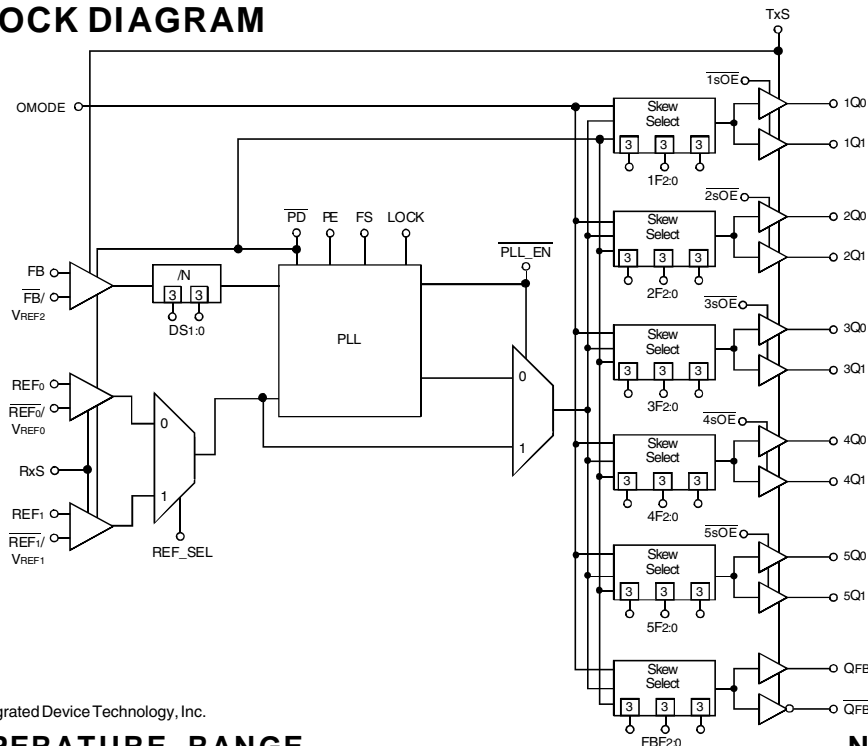 OCK DIAGRAM
TxS
OMODE
1sOE
Skew
Select
3 3 3
1F2:0
1Q0
1Q1
2sOE
Skew
Select
3 3 3
2F2:0
2Q0
2Q1
PD PE FS LOCK
PLL_EN
FB
FB/
VREF2
/N
3 3
DS1:0
PLL
0
1
3sOE
Skew
Select
3 3 3
3F2:0
3Q0
3Q1
REF0
REF0/
VREF0
RxS
REF1
REF1/
VREF1
0
1
REF_SEL
4sOE
Skew
Select
3 3 3
4F2:0
4Q0
4Q1
5sOE
Skew
Select
3 3 3
5F2:0
5Q0
5Q1
Skew
Select
3 3 3
FBF2:0
QFB
QFB
grated Device Technology, Inc.
PERATURE RANGE
N